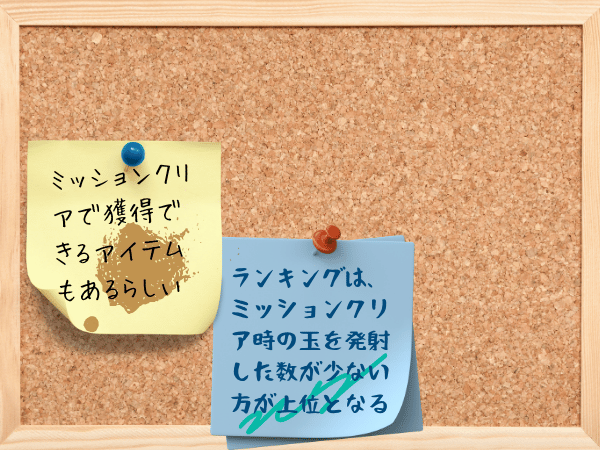 ミッションクリ
アで獲得で
きるアイテム
もあるらしい
ランキングは、
ミッションクリ
ア時の玉を発射
した数が少ない
方が上位となる